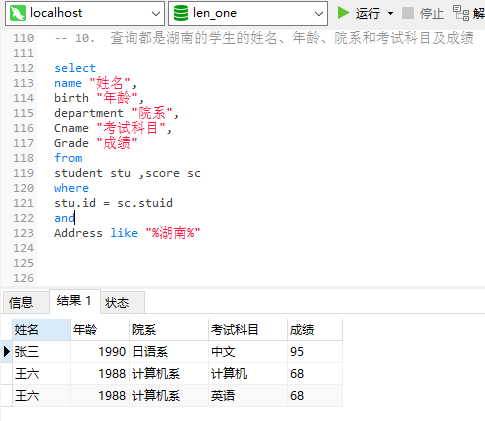 localhost len_one 运行 停止 解
110 -- 10. 查询都是湖南的学生的姓名、年龄、院系和考试科目及成绩
111
112 select
113 name "姓名",
114 birth "年龄",
115 department "院系",
116 Cname "考试科目",
117 Grade "成绩"
118 from
119 student stu ,score sc
120 where
121 stu.id = sc.stuid
122 and
123 Address like "%湖南%"
124
125
126
信息 结果 1 状态
姓名 年龄 院系 考试科目 成绩
张三 1990 日语系 中文 95
王六 1988 计算机系 计算机 68
王六 1988 计算机系 英语 68